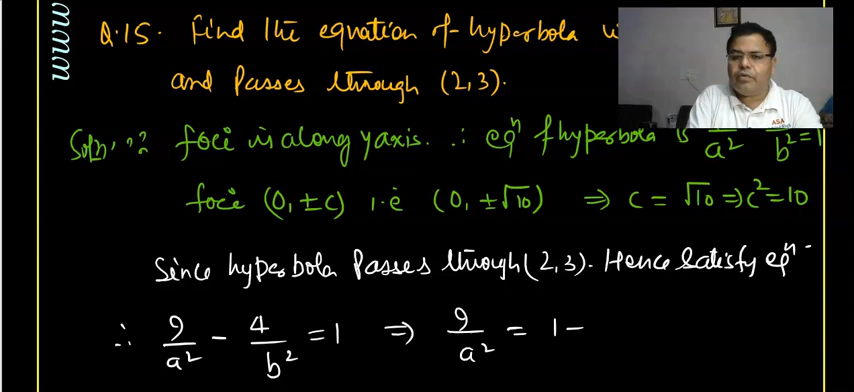 www
Q.15. Find the equation of hyperbola
and Passes through (2,3).
Soln. ∵ foci is along y axis. ∴ eqⁿ of hyperbola is /a² /b² = 1
foci (0, ±c) i.e (0, ±√10) ⇒ c = √10 ⇒ c² = 10
Since hyperbola Passes through (2,3). Hence Satisfy eqⁿ -
∴ 9/a² - 4/b² = 1 ⇒ 9/a² = 1 -
ASA